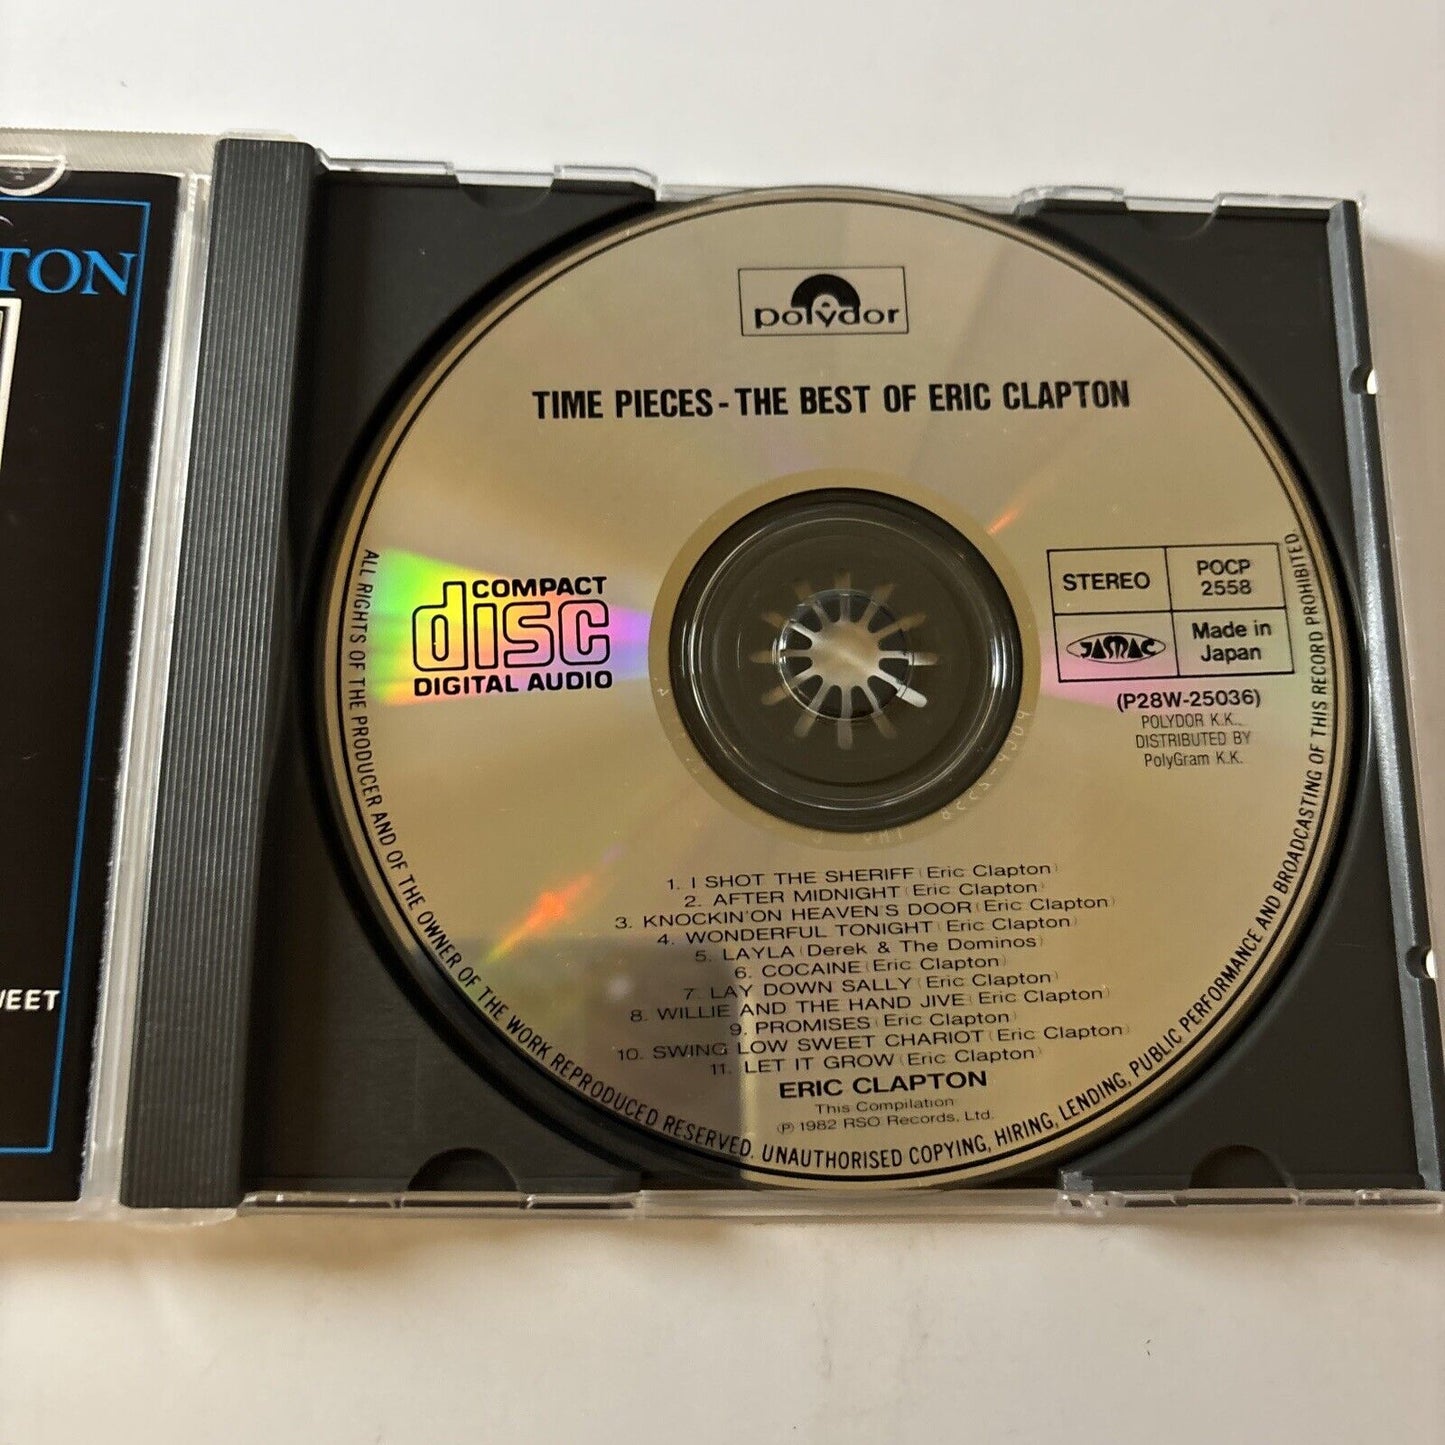 TON
WEET
polydor
TIME PIECES - THE BEST OF ERIC CLAPTON
COMPACT
disc
DIGITAL AUDIO
STEREO
POCP
2558
JASRAC
Made in
Japan
(P28W-25036)
POLYDOR K.K.
DISTRIBUTED BY
PolyGram K.K.
1. I SHOT THE SHERIFF (Eric Clapton)
2. AFTER MIDNIGHT (Eric Clapton)
3. KNOCKIN'ON HEAVEN'S DOOR (Eric Clapton)
4. WONDERFUL TONIGHT (Eric Clapton)
5. LAYLA (Derek & The Dominos)
6. COCAINE (Eric Clapton)
7. LAY DOWN SALLY (Eric Clapton)
8. WILLIE AND THE HAND JIVE (Eric Clapton)
9. PROMISES (Eric Clapton)
10. SWING LOW SWEET CHARIOT (Eric Clapton)
11. LET IT GROW (Eric Clapton)
ERIC CLAPTON
This Compilation
℗ 1982 RSO Records, Ltd.
ALL RIGHTS OF THE PRODUCER AND OF THE OWNER OF THE WORK REPRODUCED RESERVED. UNAUTHORISED COPYING, HIRING, LENDING, PUBLIC PERFORMANCE AND BROADCASTING OF THIS RECORD PROHIBITED.